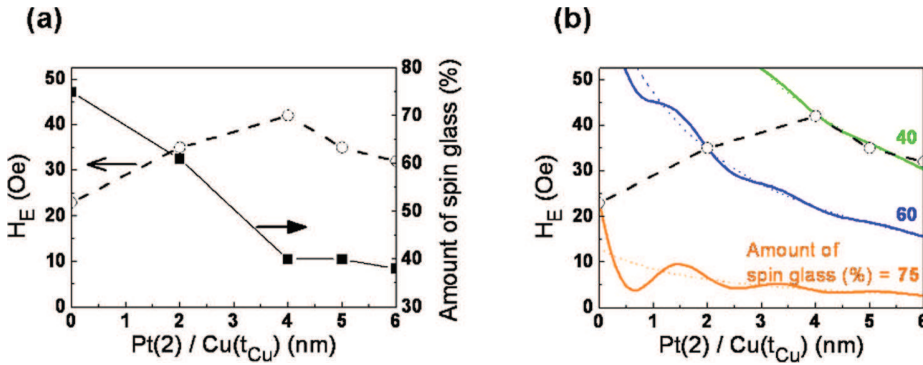 (a)
50
40
30
20
10
0
H_E (Oe)
80
70
60
50
40
30
Amount of spin glass (%)
0 1 2 3 4 5 6
Pt(2) / Cu(t_Cu) (nm)
(b)
50
40
30
20
10
0
H_E (Oe)
40
60
Amount of
spin glass (%) = 75
0 1 2 3 4 5 6
Pt(2) / Cu(t_Cu) (nm)